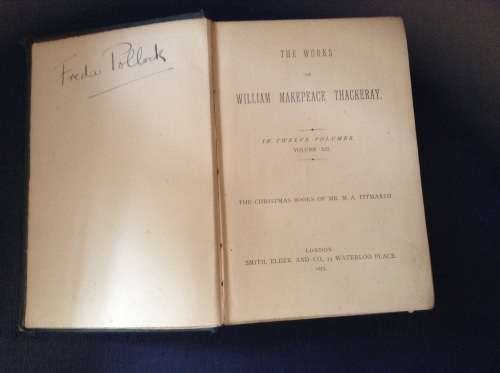 Fredk Pollock
THE WORKS
OF
WILLIAM MAKEPEACE THACKERAY.
IN TWELVE VOLUMES.
VOLUME XII.
THE CHRISTMAS BOOKS OF MR. M. A. TITMARSH
LONDON:
SMITH, ELDER, AND CO., 15 WATERLOO PLACE.